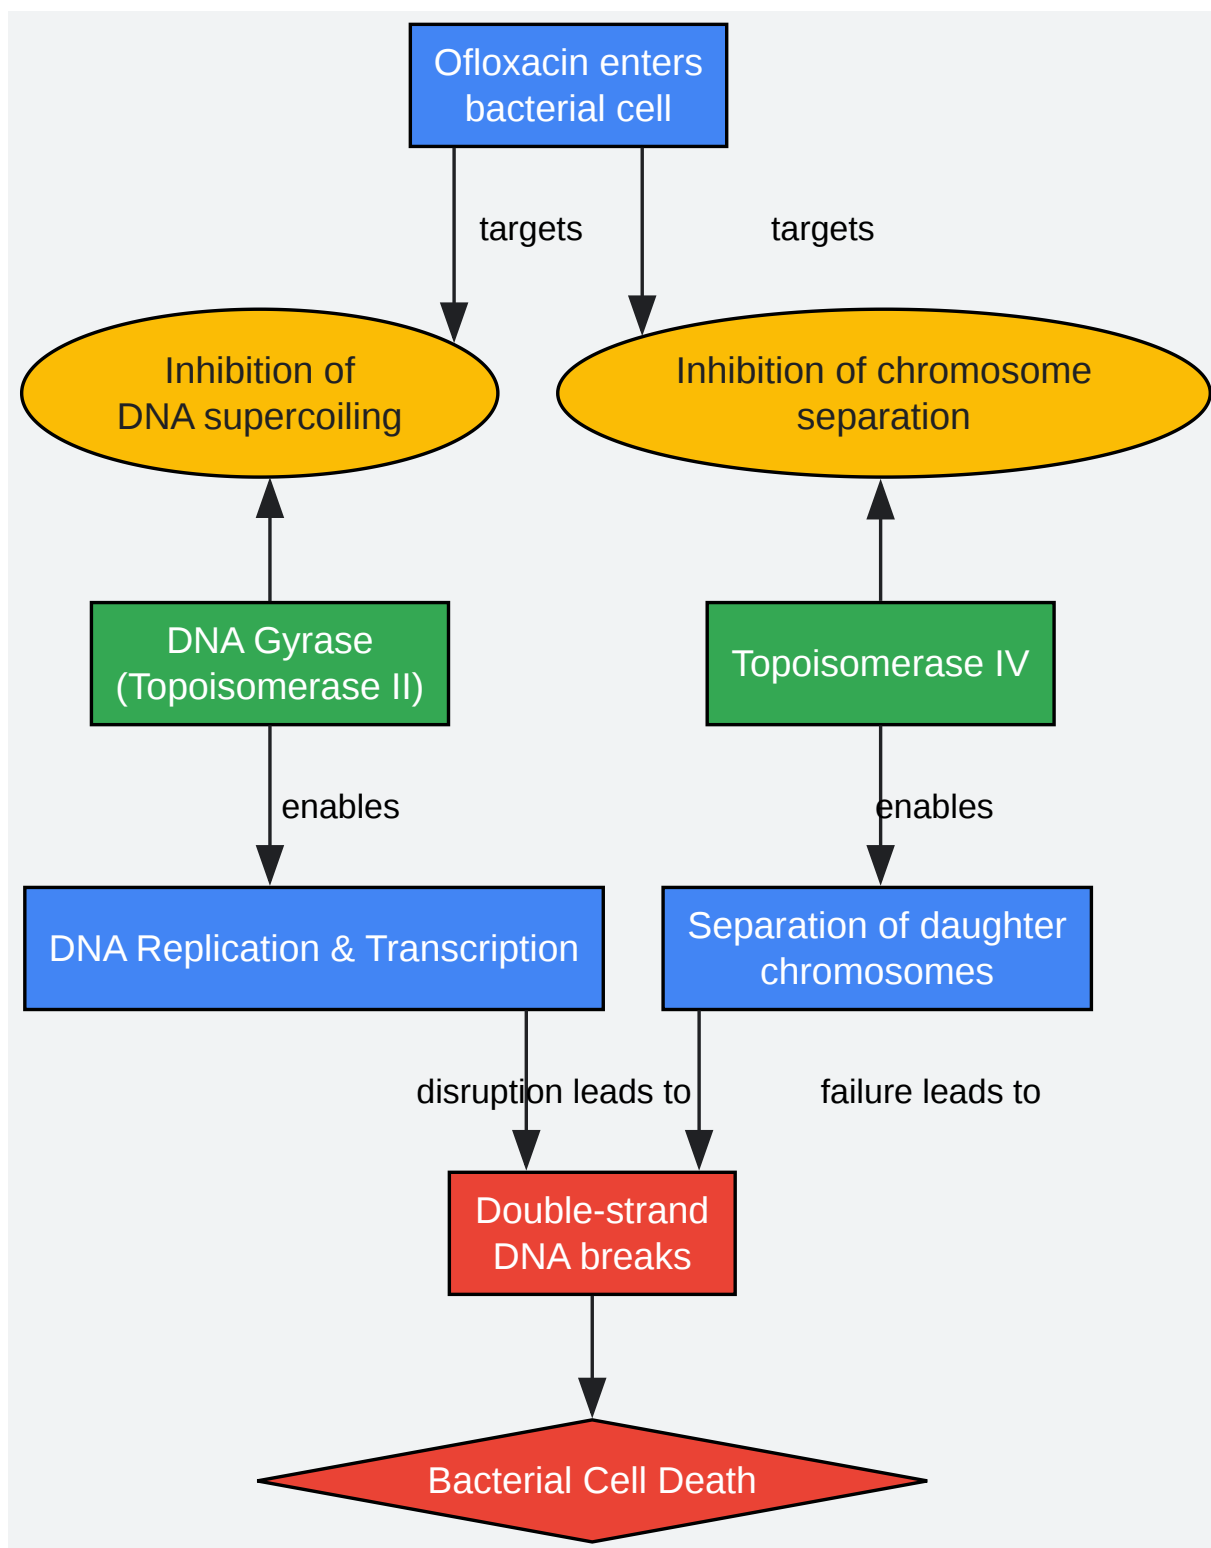 Ofloxacin enters
bacterial cell
targets
targets
Inhibition of
DNA supercoiling
Inhibition of chromosome
separation
DNA Gyrase
(Topoisomerase II)
Topoisomerase IV
enables
enables
DNA Replication & Transcription
Separation of daughter
chromosomes
disruption leads to
failure leads to
Double-strand
DNA breaks
Bacterial Cell Death